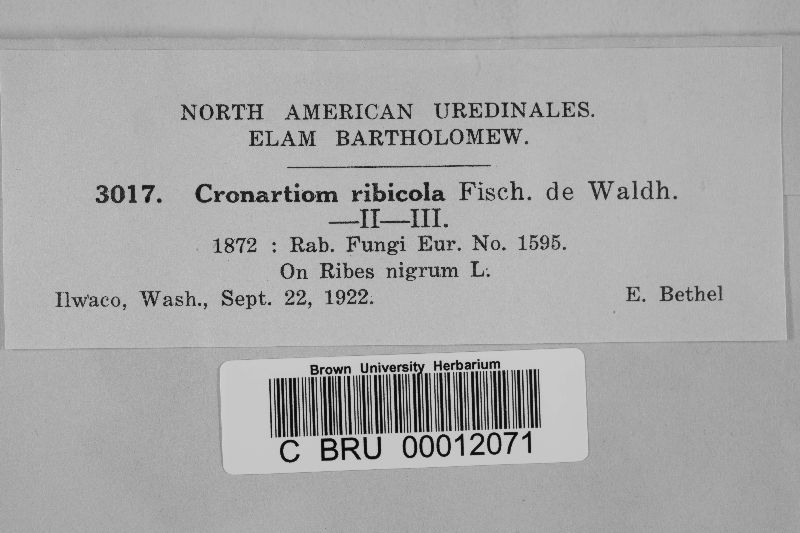 NORTH AMERICAN UREDINALES.
ELAM BARTHOLOMEW.
3017. Cronartiom ribicola Fisch. de Waldh.
—II—III.
1872 : Rab. Fungi Eur. No. 1595.
On Ribes nigrum L.
Ilwaco, Wash., Sept. 22, 1922. E. Bethel
Brown University Herbarium
C BRU 00012071